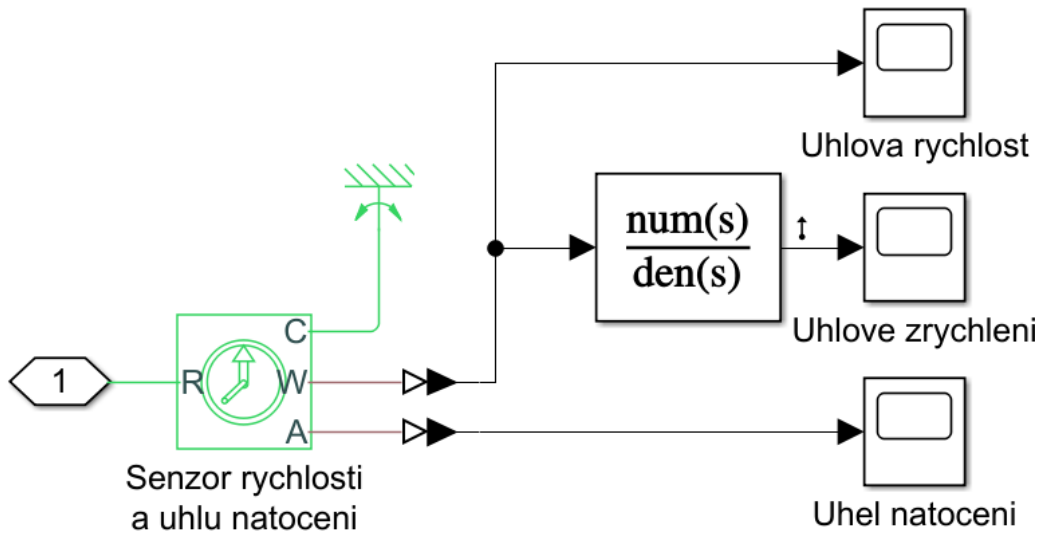 Uhlova rychlost
num(s)
den(s)
Uhlove zrychleni
C
1
R
W
A
Senzor rychlosti
a uhlu natoceni
Uhel natoceni